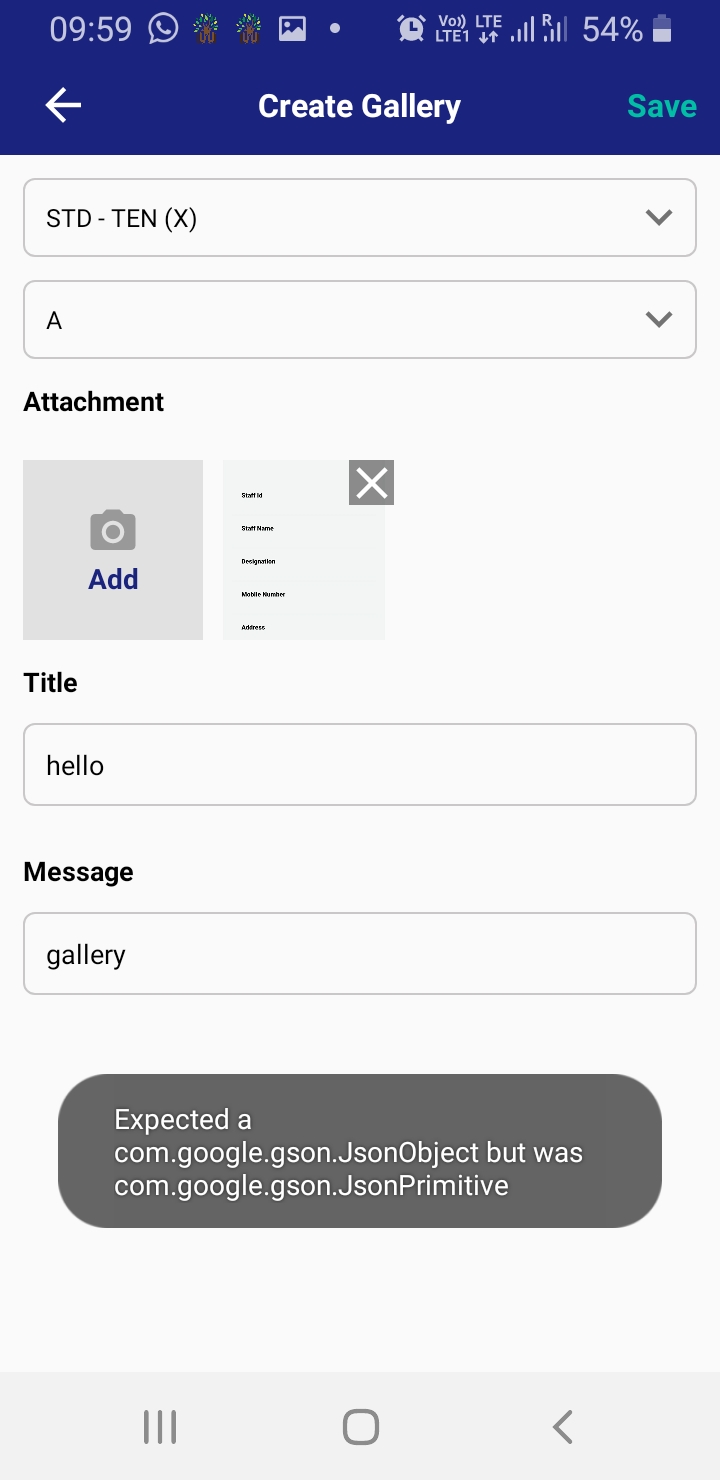 09:59
Vo)) LTE
LTE1
R
54%
Create Gallery
Save
STD - TEN (X)
A
Attachment
Add
Staff Id
Staff Name
Designation
Mobile Number
Address
Title
hello
Message
gallery
Expected a
com.google.gson.JsonObject but was
com.google.gson.JsonPrimitive